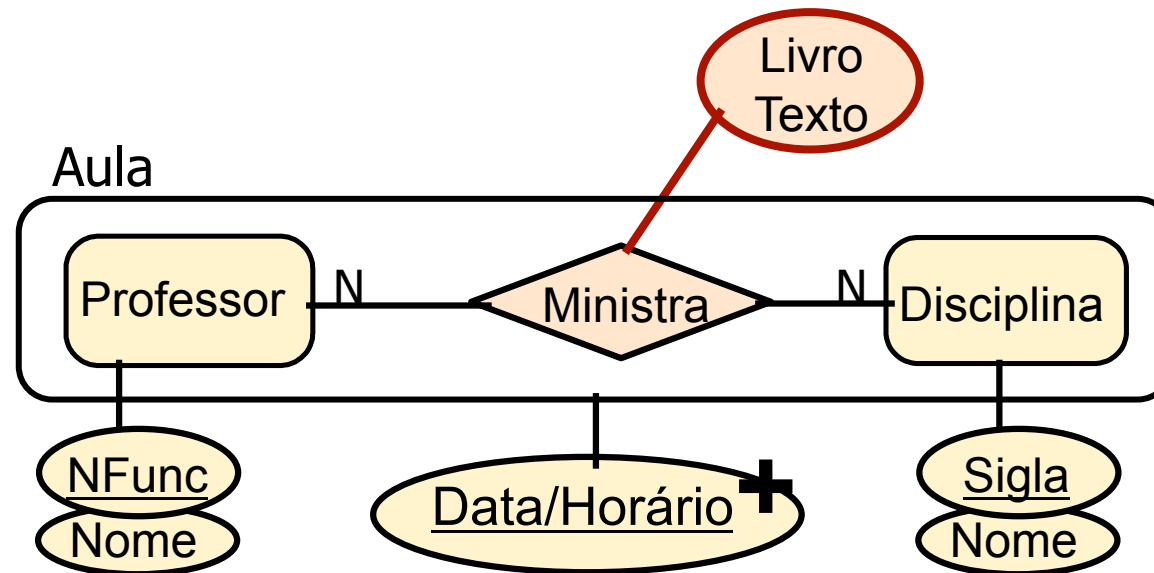 Livro
Texto
Aula
Professor
N
Ministra
N
Disciplina
NFunc
Nome
Data/Horário
Sigla
Nome